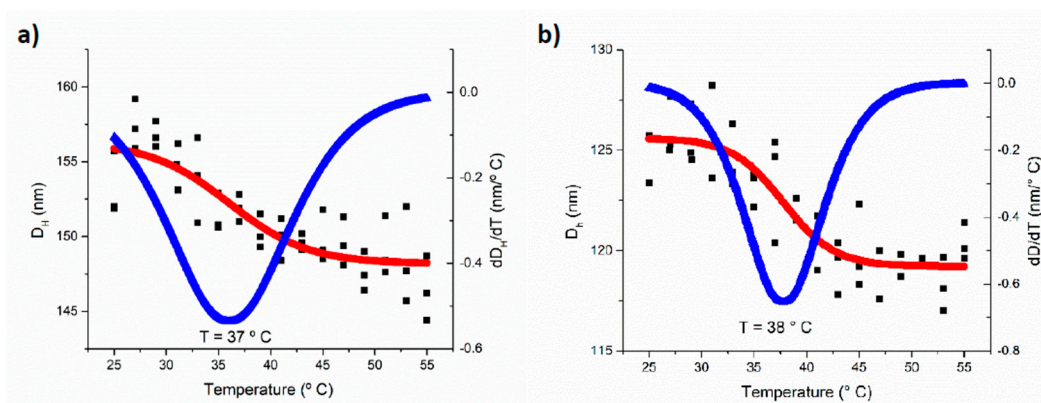 a)
160
155
150
145
D_H (nm)
0.0
-0.2
-0.4
-0.6
dD_H/dT (nm/º C)
T = 37 º C
25 30 35 40 45 50 55
Temperature (° C)
b)
130
125
120
115
D_h (nm)
0.0
-0.2
-0.4
-0.6
-0.8
dD/dT (nm/° C)
T = 38 ° C
25 30 35 40 45 50 55
Temperature (° C)